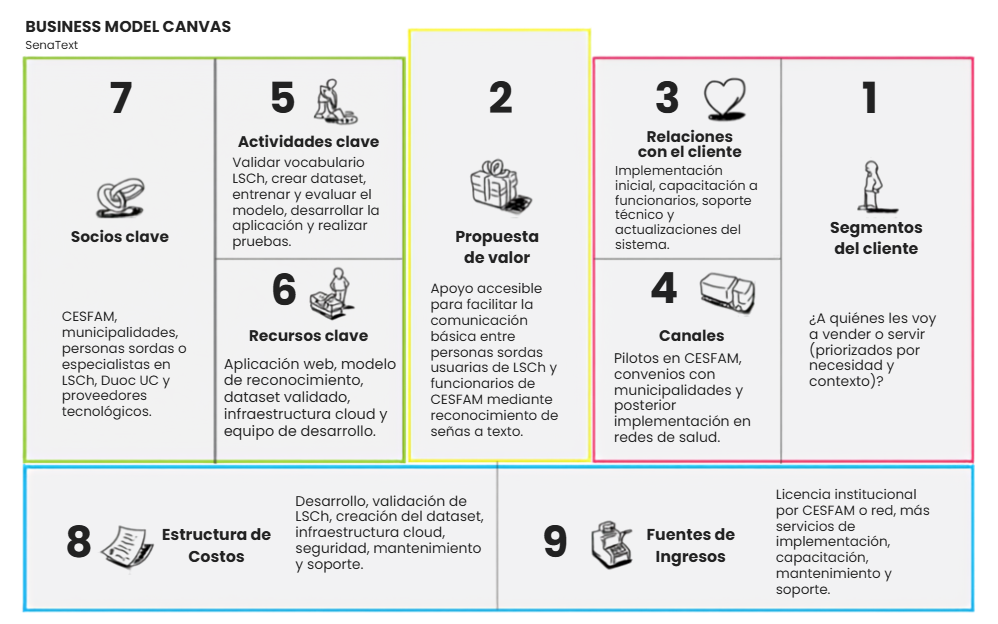 BUSINESS MODEL CANVAS
SenaText
7
Socios clave
CESFAM,
municipalidades,
personas sordas o
especialistas en
LSCh, Duoc UC y
proveedores
tecnológicos.
5
Actividades clave
Validar vocabulario
LSCh, crear dataset,
entrenar y evaluar el
modelo, desarrollar la
aplicación y realizar
pruebas.
6
Recursos clave
Aplicación web, modelo
de reconocimiento,
dataset validado,
infraestructura cloud y
equipo de desarrollo.
2
Propuesta
de valor
Apoyo accesible
para facilitar la
comunicación
básica entre
personas sordas
usuarias de LSCh y
funcionarios de
CESFAM mediante
reconocimiento de
señas a texto.
3
Relaciones
con el cliente
Implementación
inicial, capacitación a
funcionarios, soporte
técnico y
actualizaciones del
sistema.
4
Canales
Pilotos en CESFAM,
convenios con
municipalidades y
posterior
implementación en
redes de salud.
1
Segmentos
del cliente
¿A quiénes les voy
a vender o servir
(priorizados por
necesidad y
contexto)?
8
Estructura de
Costos
Desarrollo, validación de
LSCh, creación del dataset,
infraestructura cloud,
seguridad, mantenimiento
y soporte.
9
Fuentes de
Ingresos
Licencia institucional
por CESFAM o red, más
servicios de
implementación,
capacitación,
mantenimiento y
soporte.